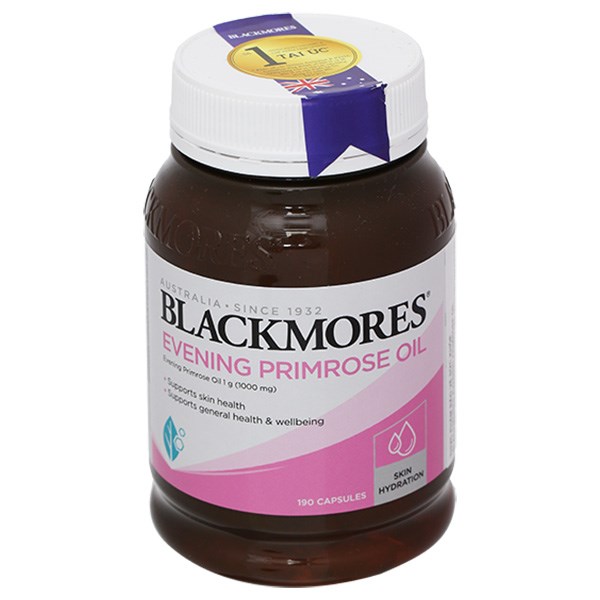 BLACKMORES
1
TẠI ÚC
BLACKMORES
AUSTRALIA • SINCE 1932
BLACKMORES®
EVENING PRIMROSE OIL
Evening Primrose Oil 1 g (1000 mg)
Supports skin health
Supports general health & wellbeing
SKIN
HYDRATION
190 CAPSULES